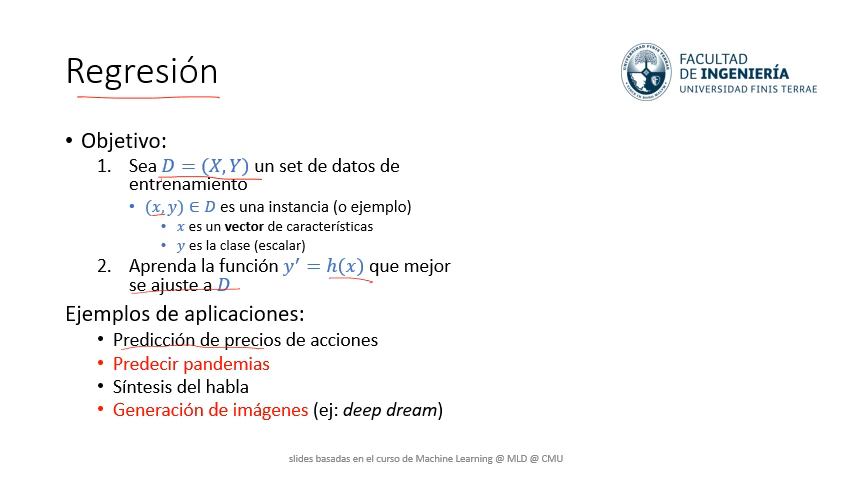 Regresión
FACULTAD
DE INGENIERÍA
UNIVERSIDAD FINIS TERRAE
• Objetivo:
1. Sea D = (X, Y) un set de datos de
entrenamiento
• (x, y) ∈ D es una instancia (o ejemplo)
• x es un vector de características
• y es la clase (escalar)
2. Aprenda la función y′ = h(x) que mejor
se ajuste a D
Ejemplos de aplicaciones:
• Predicción de precios de acciones
• Predecir pandemias
• Síntesis del habla
• Generación de imágenes (ej: deep dream)
slides basadas en el curso de Machine Learning @ MLD @ CMU